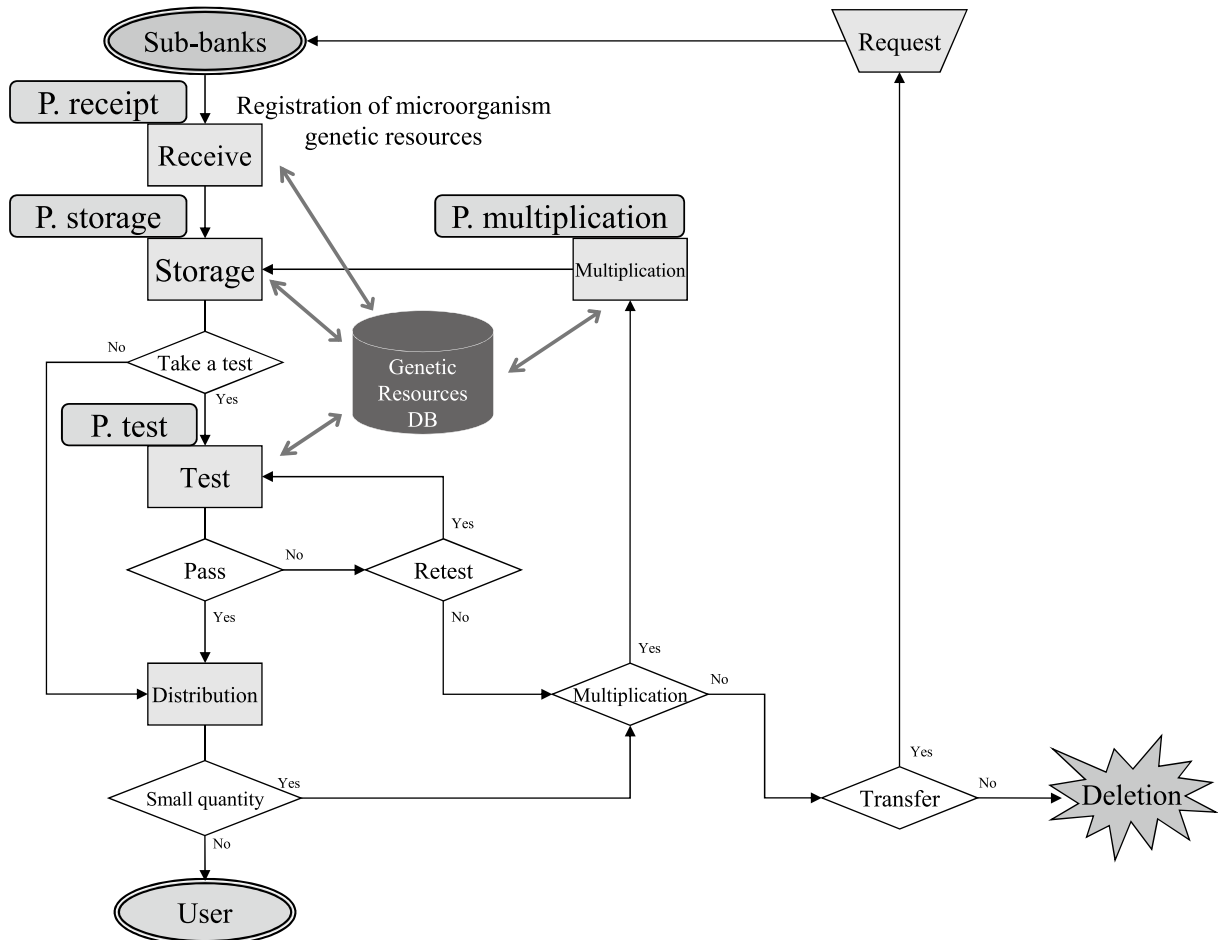 Sub-banks
Request
P. receipt
Registration of microorganism
genetic resources
Receive
P. storage
P. multiplication
Storage
Multiplication
No
Take a test
Genetic
Resources
DB
Yes
P. test
Test
Yes
Pass
No
Retest
Yes
No
Yes
Distribution
Multiplication
No
Yes
Small quantity
Yes
Transfer
No
Deletion
No
User